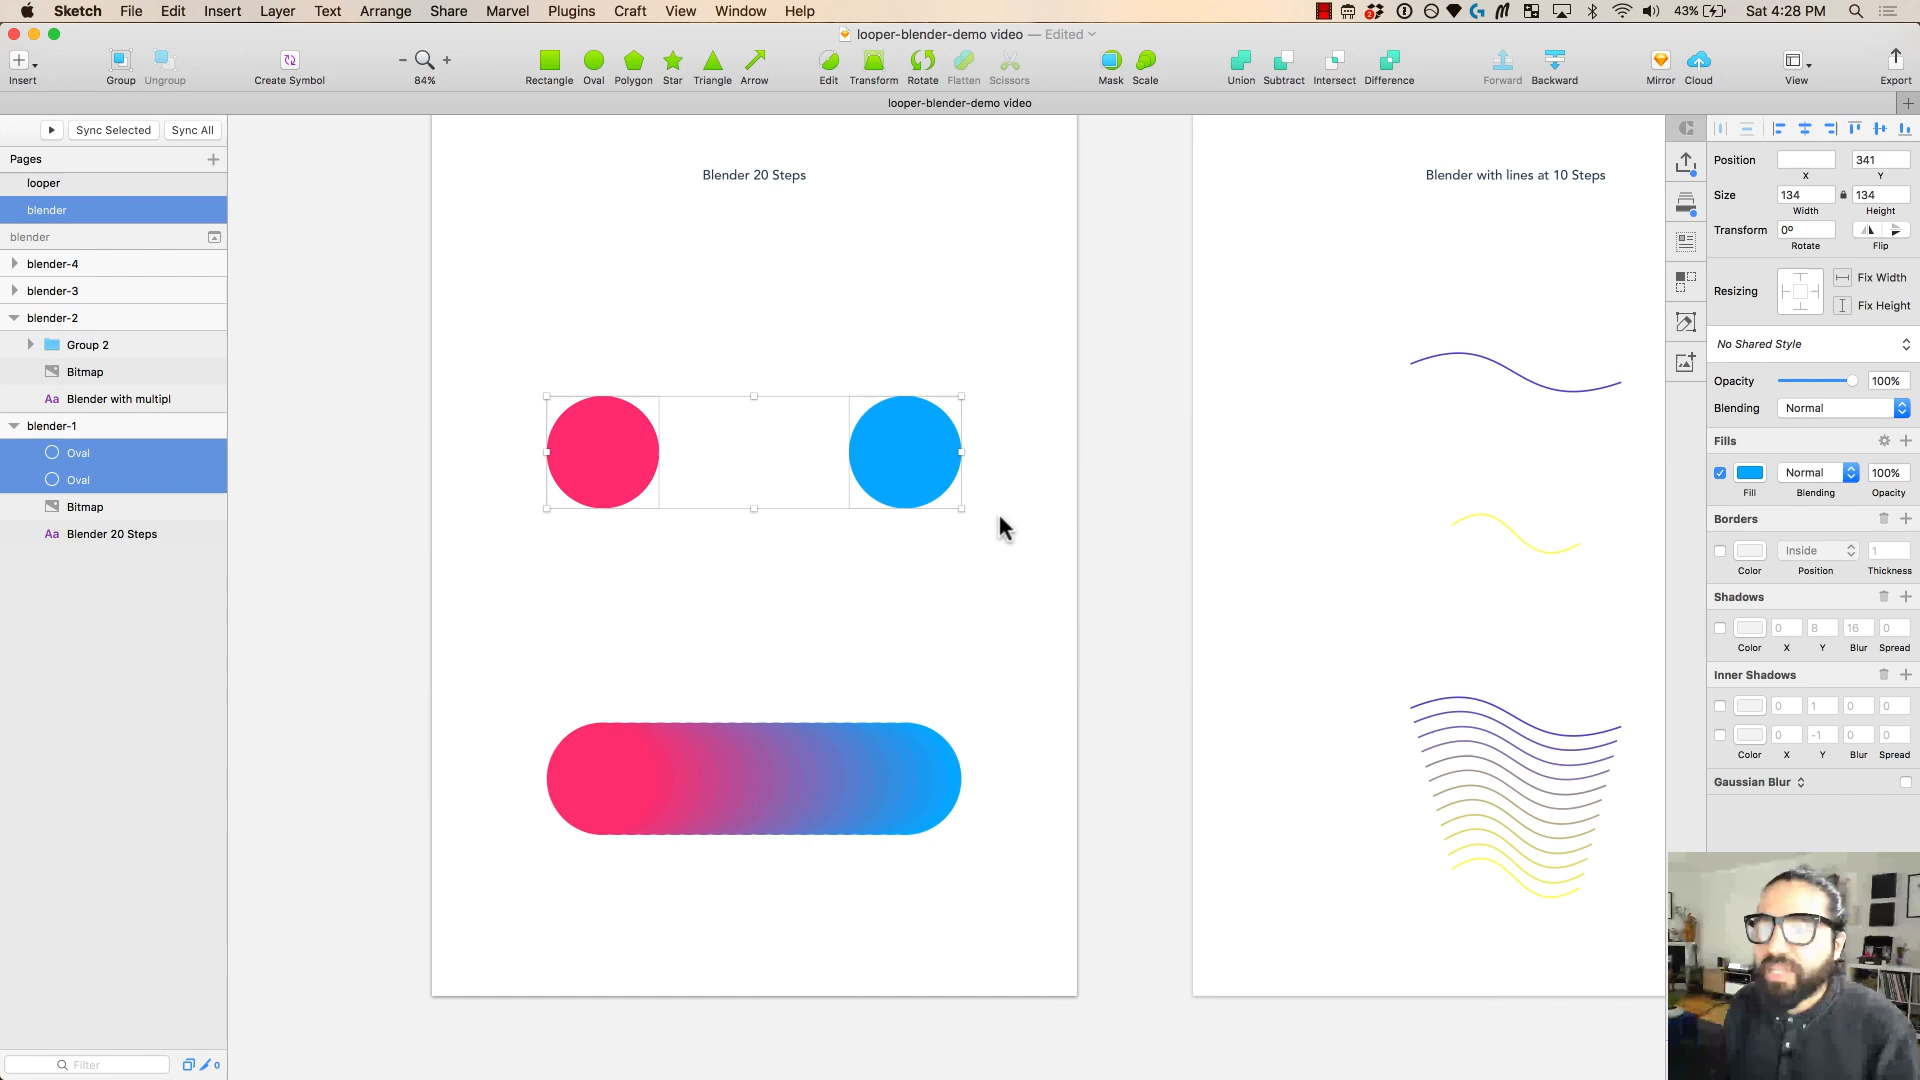 Sketch File Edit Insert Layer Text Arrange Share Marvel Plugins Craft View Window Help
43% Sat 4:28 PM
looper-blender-demo video — Edited
Insert Group Ungroup Create Symbol 84% Rectangle Oval Polygon Star Triangle Arrow Edit Transform Rotate Flatten Scissors Mask Scale Union Subtract Intersect Difference Forward Backward Mirror Cloud View Export
looper-blender-demo video
Sync Selected Sync All
Pages
looper
blender
blender
blender-4
blender-3
blender-2
Group 2
Bitmap
Aa Blender with multipl
blender-1
Oval
Oval
Bitmap
Aa Blender 20 Steps
Filter
0
Blender 20 Steps
Blender with lines at 10 Steps
Position 341
X Y
Size 134 134
Width Height
Transform 0º
Rotate Flip
Resizing Fix Width
Fix Height
No Shared Style
Opacity 100%
Blending Normal
Fills
Normal 100%
Fill Blending Opacity
Borders
Inside 1
Color Position Thickness
Shadows
0 8 16 0
Color X Y Blur Spread
Inner Shadows
0 1 0 0
0 -1 0 0
Color X Y Blur Spread
Gaussian Blur